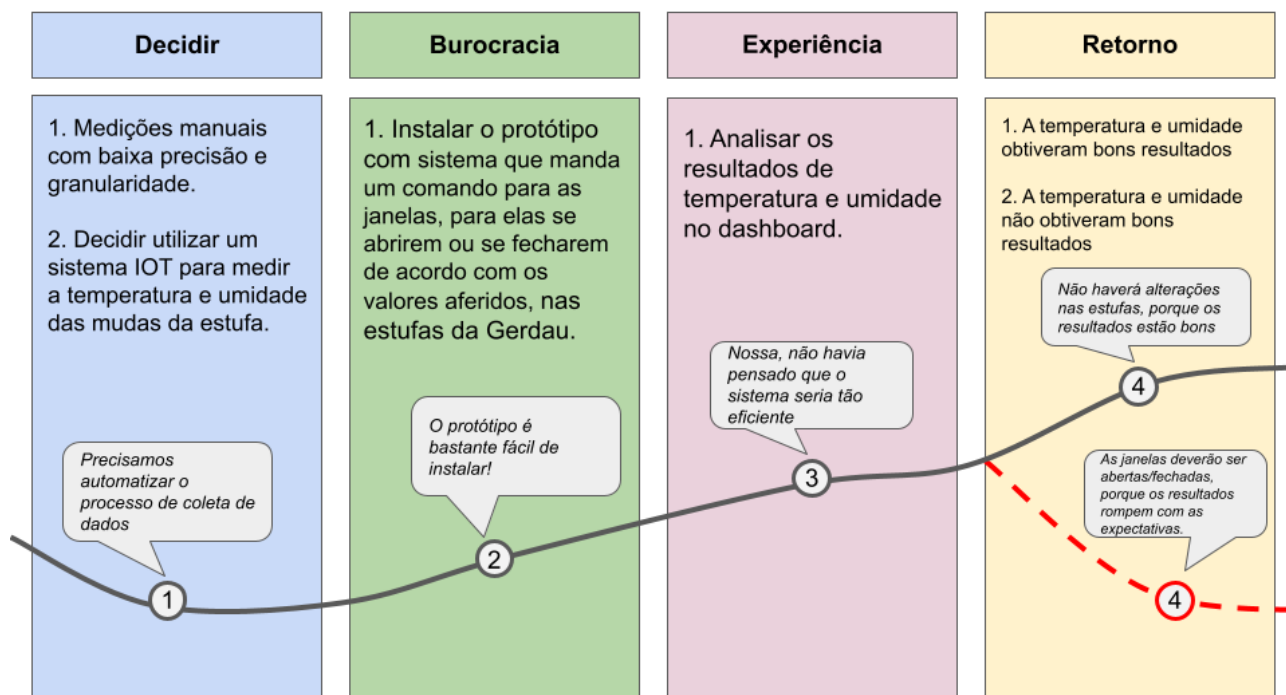 Decidir
Burocracia
Experiência
Retorno
1. Medições manuais
com baixa precisão e
granularidade.
2. Decidir utilizar um
sistema IOT para medir
a temperatura e umidade
das mudas da estufa.
Precisamos
automatizar o
processo de coleta de
dados
1
1. Instalar o protótipo
com sistema que manda
um comando para as
janelas, para elas se
abrirem ou se fecharem
de acordo com os
valores aferidos, nas
estufas da Gerdau.
O protótipo é
bastante fácil de
instalar!
2
1. Analisar os
resultados de
temperatura e umidade
no dashboard.
Nossa, não havia
pensado que o
sistema seria tão
eficiente
3
1. A temperatura e umidade
obtiveram bons resultados
2. A temperatura e umidade
não obtiveram bons
resultados
Não haverá alterações
nas estufas, porque os
resultados estão bons
4
As janelas deverão ser
abertas/fechadas,
porque os resultados
rompem com as
expectativas.
4